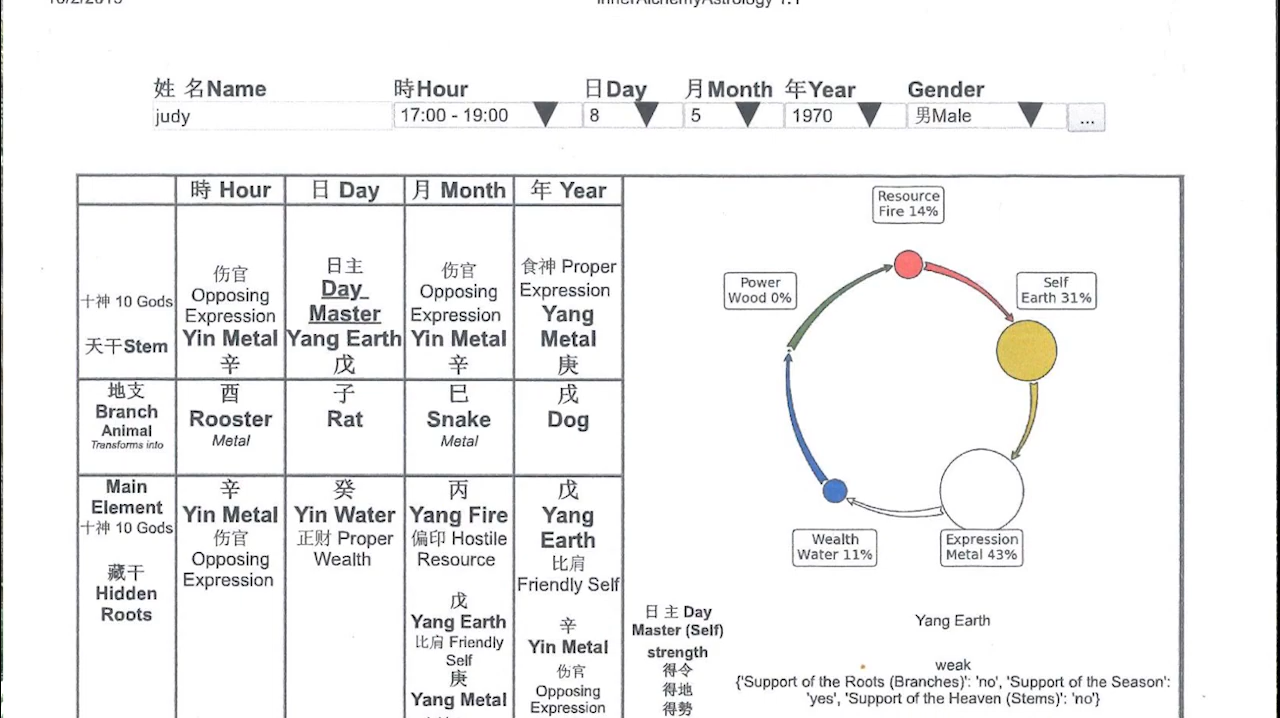 姓 名Name
時Hour
日Day
月Month
年Year
Gender
judy
17:00 - 19:00
8
5
1970
男Male
...
時 Hour
日 Day
月 Month
年 Year
十神 10 Gods
天干Stem
伤官
Opposing
Expression
Yin Metal
辛
日主
Day
Master
Yang Earth
戊
伤官
Opposing
Expression
Yin Metal
辛
食神 Proper
Expression
Yang
Metal
庚
地支
Branch
Animal
Transforms into
酉
Rooster
Metal
子
Rat
巳
Snake
Metal
戌
Dog
Main
Element
十神 10 Gods
藏干
Hidden
Roots
辛
Yin Metal
伤官
Opposing
Expression
癸
Yin Water
正财 Proper
Wealth
丙
Yang Fire
偏印 Hostile
Resource
戊
Yang Earth
比肩 Friendly
Self
庚
Yang Metal
戊
Yang
Earth
比肩
Friendly Self
辛
Yin Metal
伤官
Opposing
Expression
Resource
Fire 14%
Self
Earth 31%
Power
Wood 0%
Wealth
Water 11%
Expression
Metal 43%
日 主 Day
Master (Self)
strength
得令
得地
得勢
Yang Earth
weak
{'Support of the Roots (Branches)': 'no', 'Support of the Season':
'yes', 'Support of the Heaven (Stems)': 'no'}